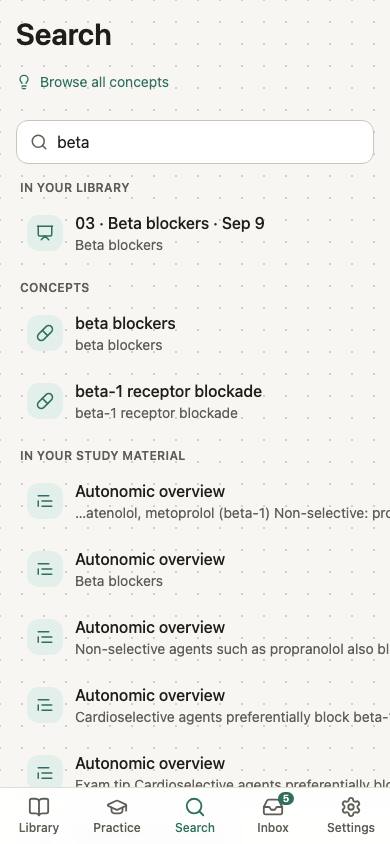 Search
Browse all concepts
beta
IN YOUR LIBRARY
03 · Beta blockers · Sep 9
Beta blockers
CONCEPTS
beta blockers
beta blockers
beta-1 receptor blockade
beta-1 receptor blockade
IN YOUR STUDY MATERIAL
Autonomic overview
...atenolol, metoprolol (beta-1) Non-selective: pro
Autonomic overview
Beta blockers
Autonomic overview
Non-selective agents such as propranolol also bl
Autonomic overview
Cardioselective agents preferentially block beta-
Autonomic overview
Exam tip Cardioselective agents preferentially blo
5
Library Practice Search Inbox Settings